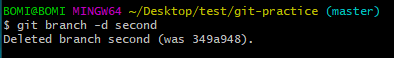 BOMI@BOMI MINGW64 ~/Desktop/test/git-practice (master)
$ git branch -d second
Deleted branch second (was 349a948).